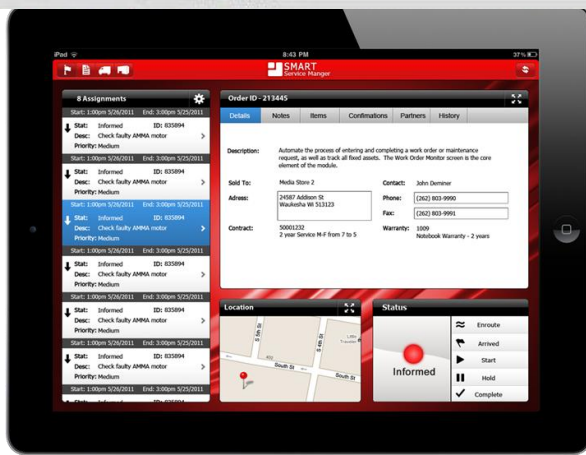 iPad
8:43 PM
37%
SMART
Service Manger
8 Assignments
Start: 1:00pm 5/26/2011 End: 3:00pm 5/25/2011
Stat: Informed ID: 835894
Desc: Check faulty AMMA motor
Priority: Medium
Start: 1:00pm 5/26/2011 End: 3:00pm 5/25/2011
Stat: Informed ID: 835894
Desc: Check faulty AMMA motor
Priority: Medium
Start: 1:00pm 5/26/2011 End: 3:00pm 5/25/2011
Stat: Informed ID: 835894
Desc: Check faulty AMMA motor
Priority: Medium
Start: 1:00pm 5/26/2011 End: 3:00pm 5/25/2011
Stat: Informed ID: 835894
Desc: Check faulty AMMA motor
Priority: Medium
Start: 1:00pm 5/26/2011 End: 3:00pm 5/25/2011
Stat: Informed ID: 835894
Desc: Check faulty AMMA motor
Priority: Medium
Start: 1:00pm 5/26/2011 End: 3:00pm 5/25/2011
Stat: Informed ID: 835894
Desc: Check faulty AMMA motor
Priority: Medium
Start: 1:00pm 5/26/2011 End: 3:00pm 5/25/2011
Order ID - 213445
Details Notes Items Confimations Partners History
Description: Automate the process of entering and completing a work order or maintenance
request, as well as track all fixed assets. The Work Order Monitor screen is the core
element of the module.
Sold To: Media Store 2 Contact: John Deminer
Adress: 24587 Addison St Phone: (262) 803-9990
Waukesha WI 513123
Fax: (262) 803-9991
Contract: 50001232 Warranty: 1009
2 year Service M-F from 7 to 5 Notebook Warranty - 2 years
Location
S 5th St
S 4th St
South St
South St
Status
Informed
Enroute
Arrived
Start
Hold
Complete